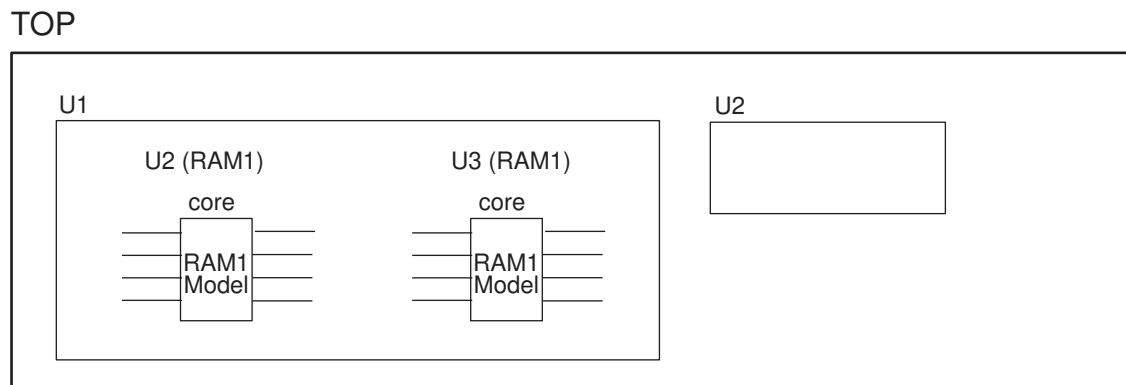 TOP
U1
U2
U2 (RAM1)
U3 (RAM1)
core
core
RAM1
Model
RAM1
Model